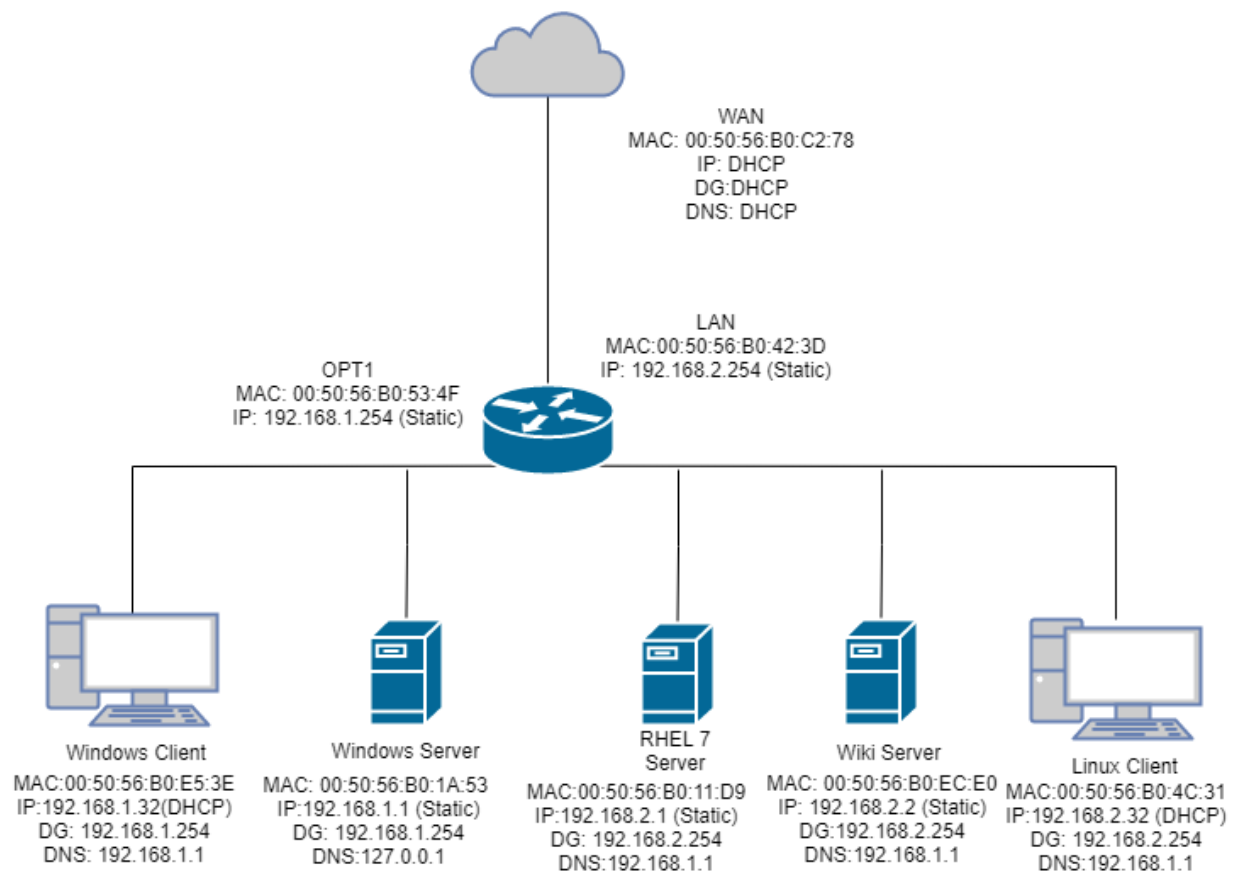 WAN
MAC: 00:50:56:B0:C2:78
IP: DHCP
DG:DHCP
DNS: DHCP
LAN
MAC:00:50:56:B0:42:3D
IP: 192.168.2.254 (Static)
OPT1
MAC: 00:50:56:B0:53:4F
IP: 192.168.1.254 (Static)
Windows Client
MAC:00:50:56:B0:E5:3E
IP:192.168.1.32(DHCP)
DG: 192.168.1.254
DNS: 192.168.1.1
Windows Server
MAC: 00:50:56:B0:1A:53
IP:192.168.1.1 (Static)
DG: 192.168.1.254
DNS:127.0.0.1
RHEL 7
Server
MAC:00:50:56:B0:11:D9
IP:192.168.2.1 (Static)
DG: 192.168.2.254
DNS:192.168.1.1
Wiki Server
MAC: 00:50:56:B0:EC:E0
IP: 192.168.2.2 (Static)
DG:192.168.2.254
DNS:192.168.1.1
Linux Client
MAC:00:50:56:B0:4C:31
IP:192.168.2.32 (DHCP)
DG: 192.168.2.254
DNS:192.168.1.1